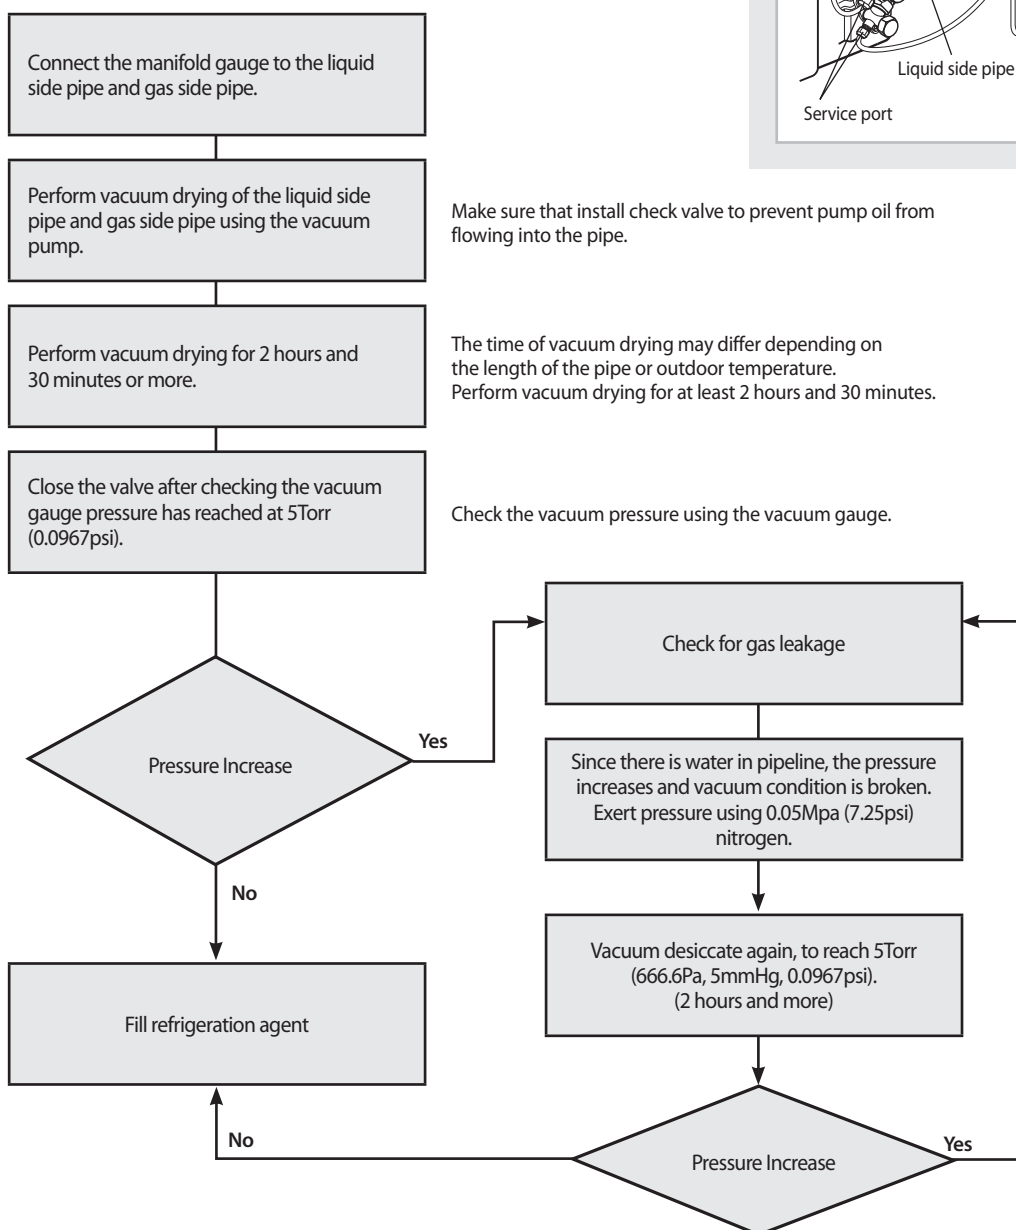 Liquid side pipe
Service port
Connect the manifold gauge to the liquid
side pipe and gas side pipe.
Perform vacuum drying of the liquid side
pipe and gas side pipe using the vacuum
pump.
Make sure that install check valve to prevent pump oil from
flowing into the pipe.
Perform vacuum drying for 2 hours and
30 minutes or more.
The time of vacuum drying may differ depending on
the length of the pipe or outdoor temperature.
Perform vacuum drying for at least 2 hours and 30 minutes.
Close the valve after checking the vacuum
gauge pressure has reached at 5Torr
(0.0967psi).
Check the vacuum pressure using the vacuum gauge.
Pressure Increase
Yes
No
Fill refrigeration agent
Check for gas leakage
Since there is water in pipeline, the pressure
increases and vacuum condition is broken.
Exert pressure using 0.05Mpa (7.25psi)
nitrogen.
Vacuum desiccate again, to reach 5Torr
(666.6Pa, 5mmHg, 0.0967psi).
(2 hours and more)
Pressure Increase
No
Yes